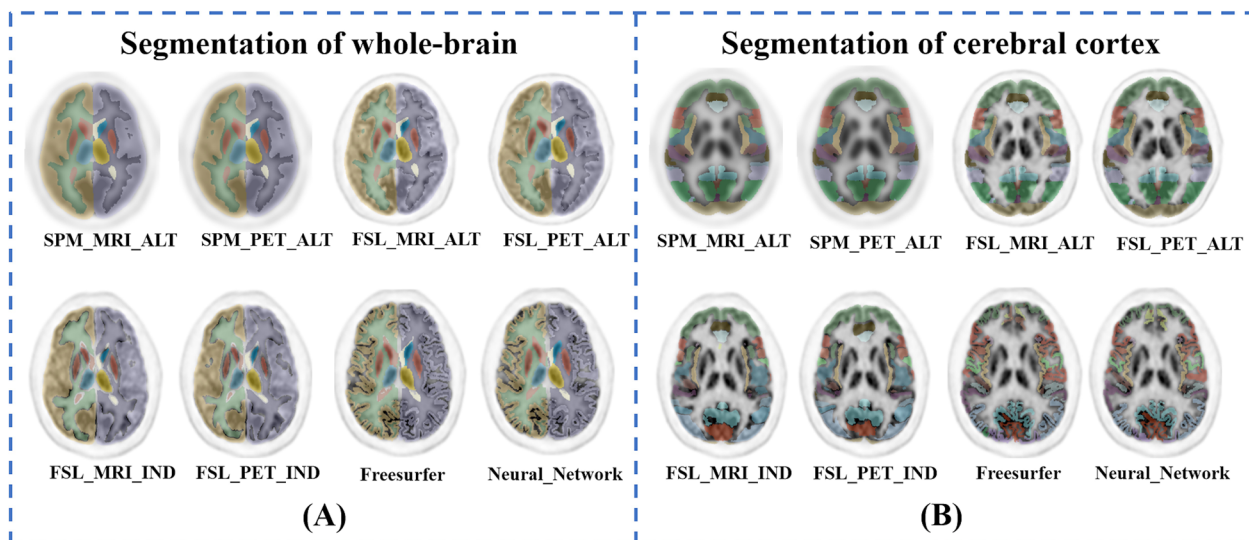 Segmentation of whole-brain
SPM_MRI_ALT
SPM_PET_ALT
FSL_MRI_ALT
FSL_PET_ALT
FSL_MRI_IND
FSL_PET_IND
Freesurfer
Neural_Network
(A)
Segmentation of cerebral cortex
SPM_MRI_ALT
SPM_PET_ALT
FSL_MRI_ALT
FSL_PET_ALT
FSL_MRI_IND
FSL_PET_IND
Freesurfer
Neural_Network
(B)